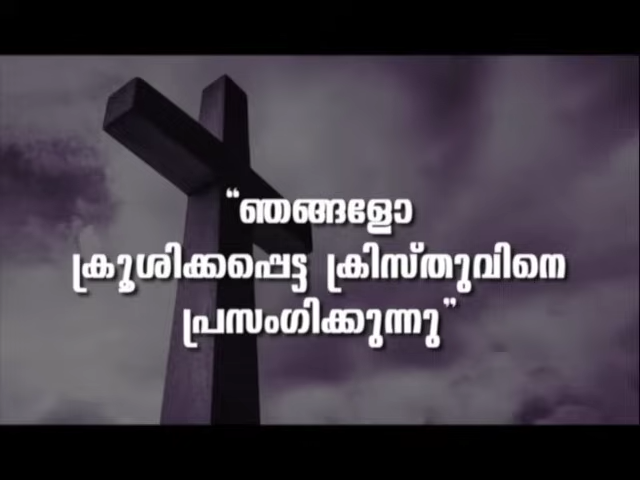 “ഞങ്ങളോ
ക്രൂശിക്കപ്പെട്ട ക്രിസ്തുവിനെ
പ്രസംഗിക്കുന്നു”